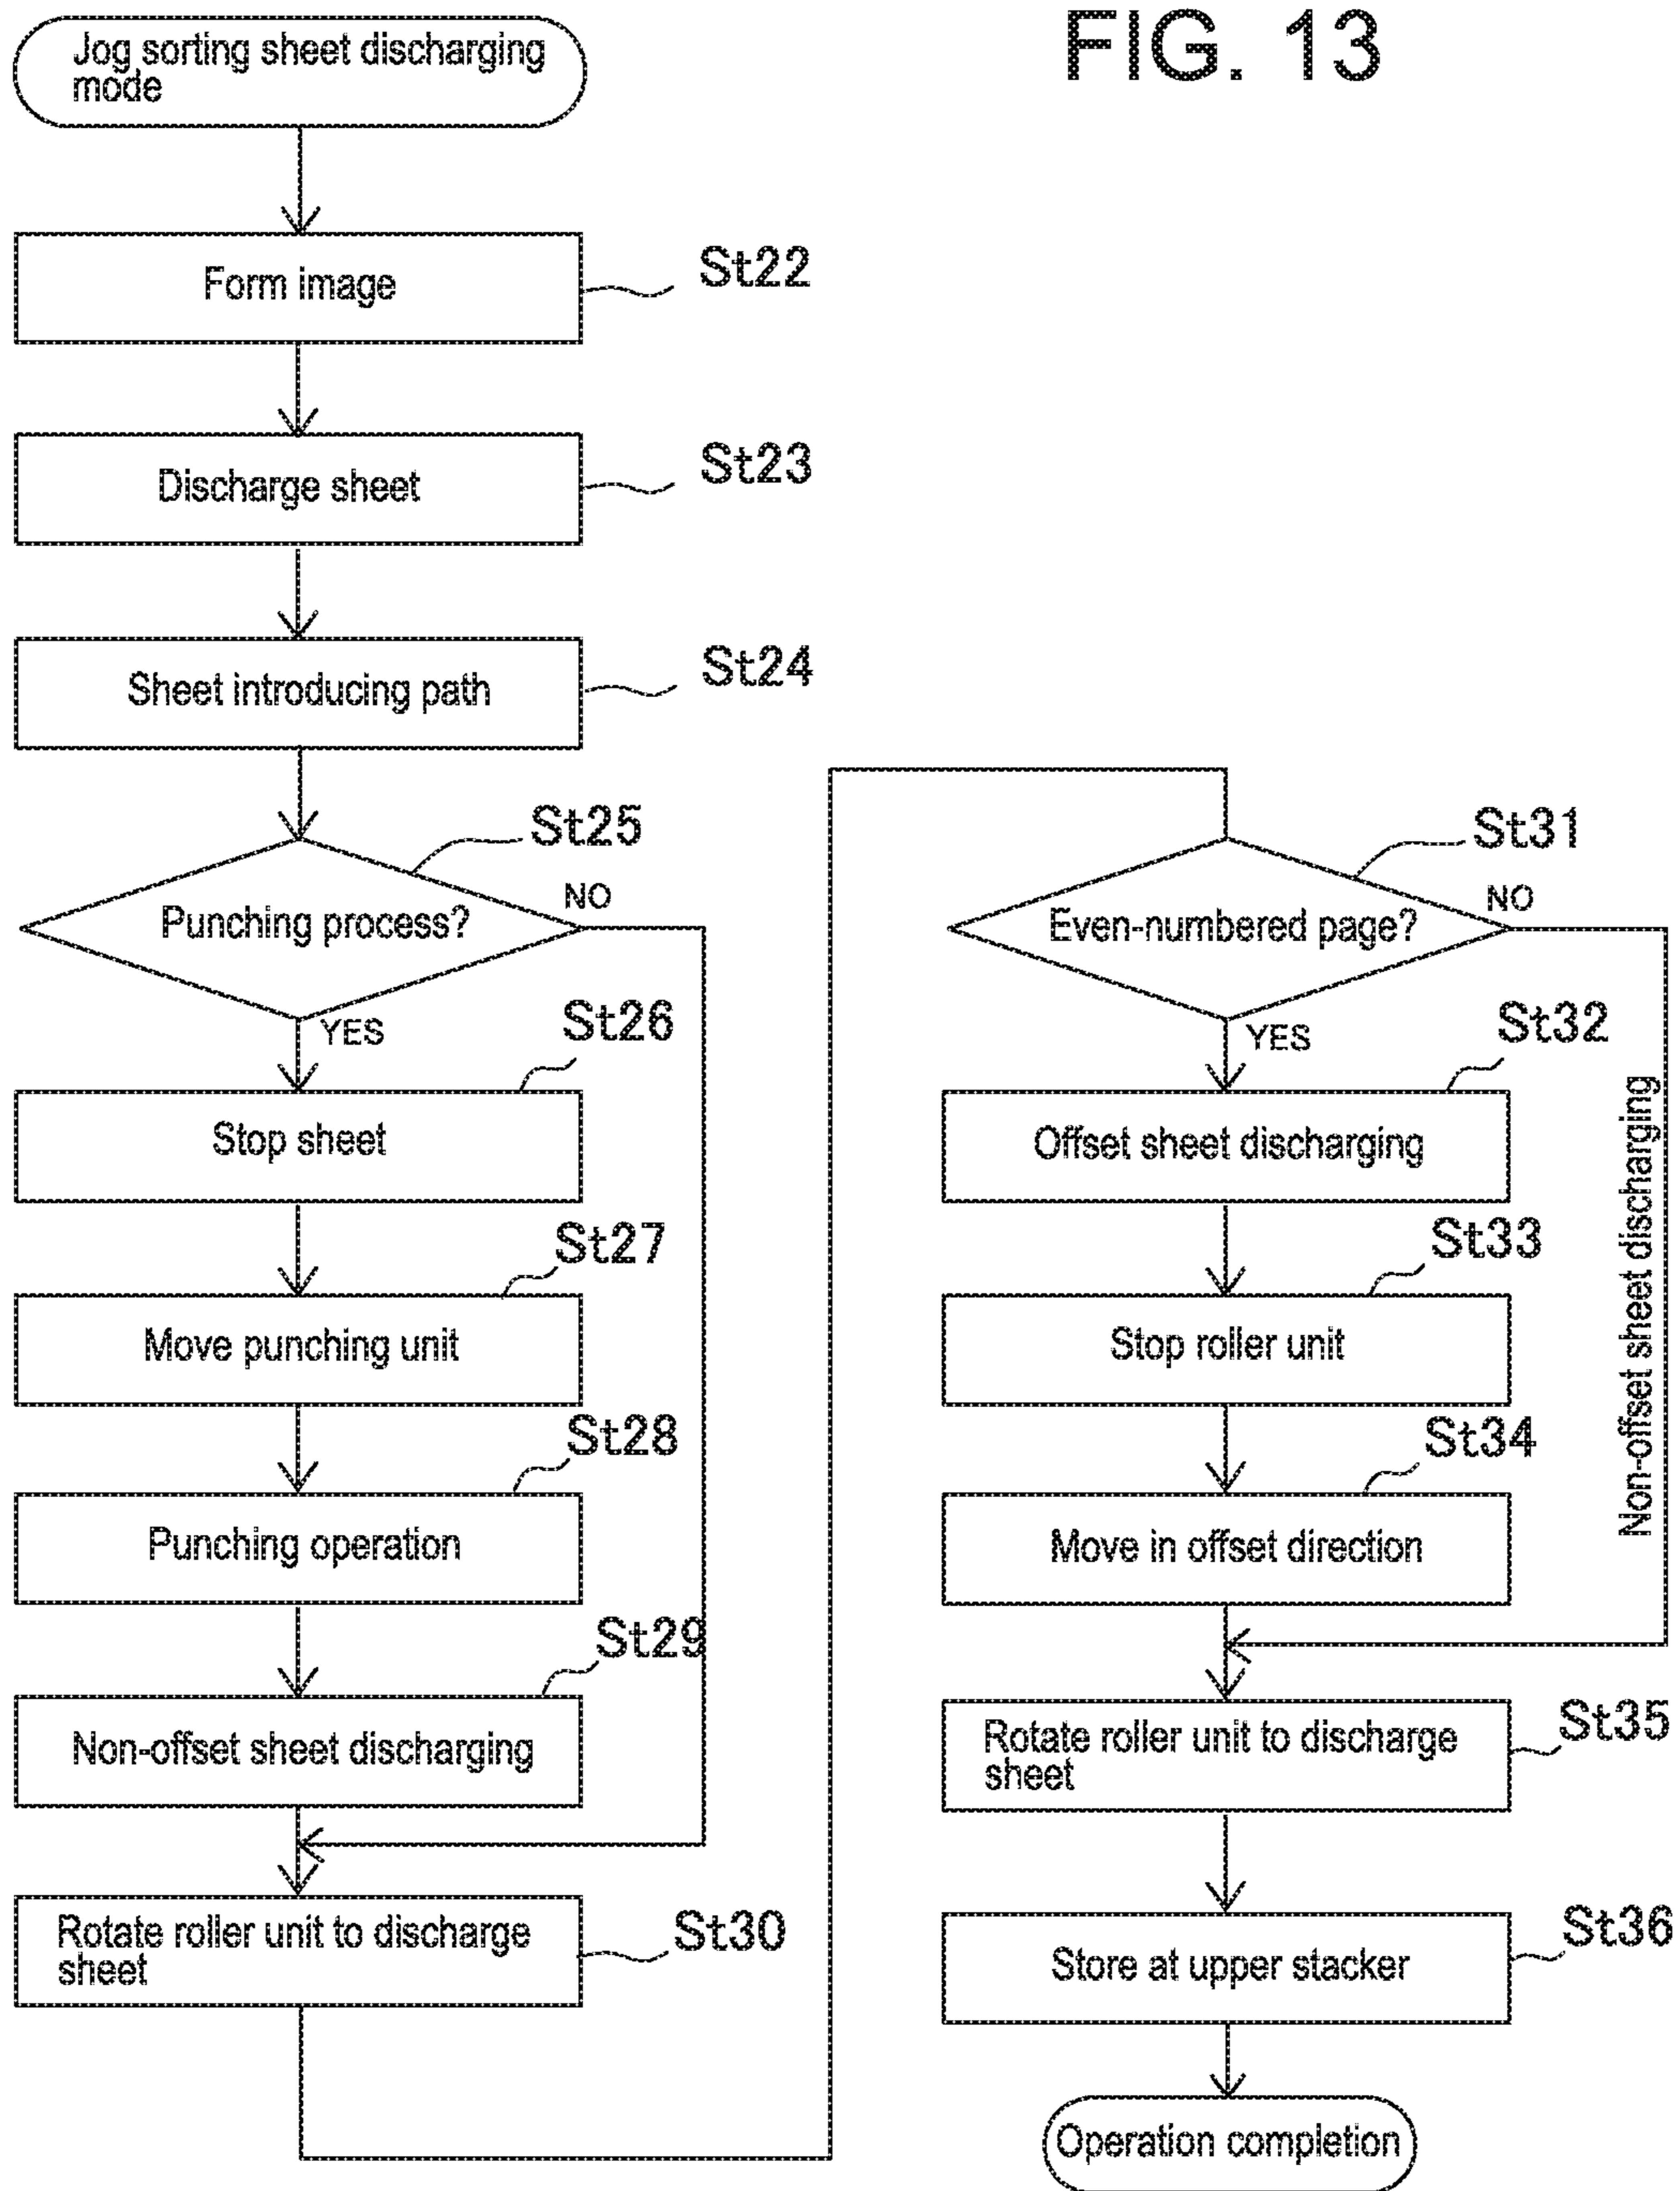 FIG. 13
Jog sorting sheet discharging
mode
Form image
St22
Discharge sheet
St23
Sheet introducing path
St24
St25
Punching process?
NO
YES
St26
Stop sheet
St27
Move punching unit
St28
Punching operation
St29
Non-offset sheet discharging
Rotate roller unit to discharge
sheet
St30
St31
Even-numbered page?
NO
YES
St32
Offset sheet discharging
Non-offset sheet discharging
St33
Stop roller unit
St34
Move in offset direction
Rotate roller unit to discharge
sheet
St35
Store at upper stacker
St36
Operation completion